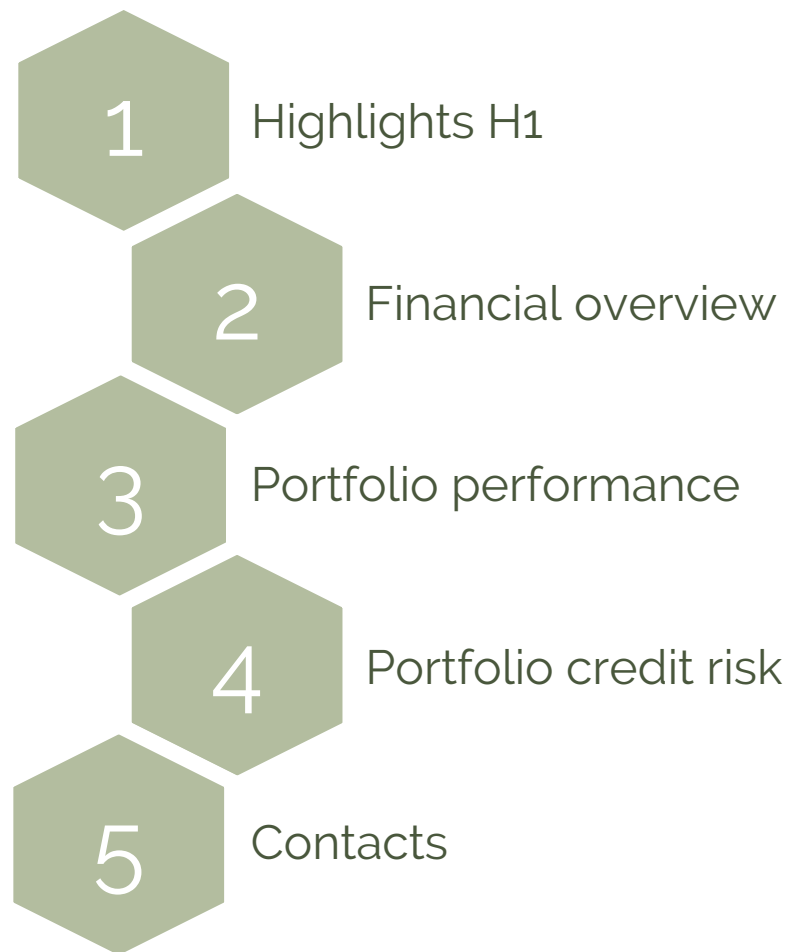 1 Highlights H1
2 Financial overview
3 Portfolio performance
4 Portfolio credit risk
5 Contacts